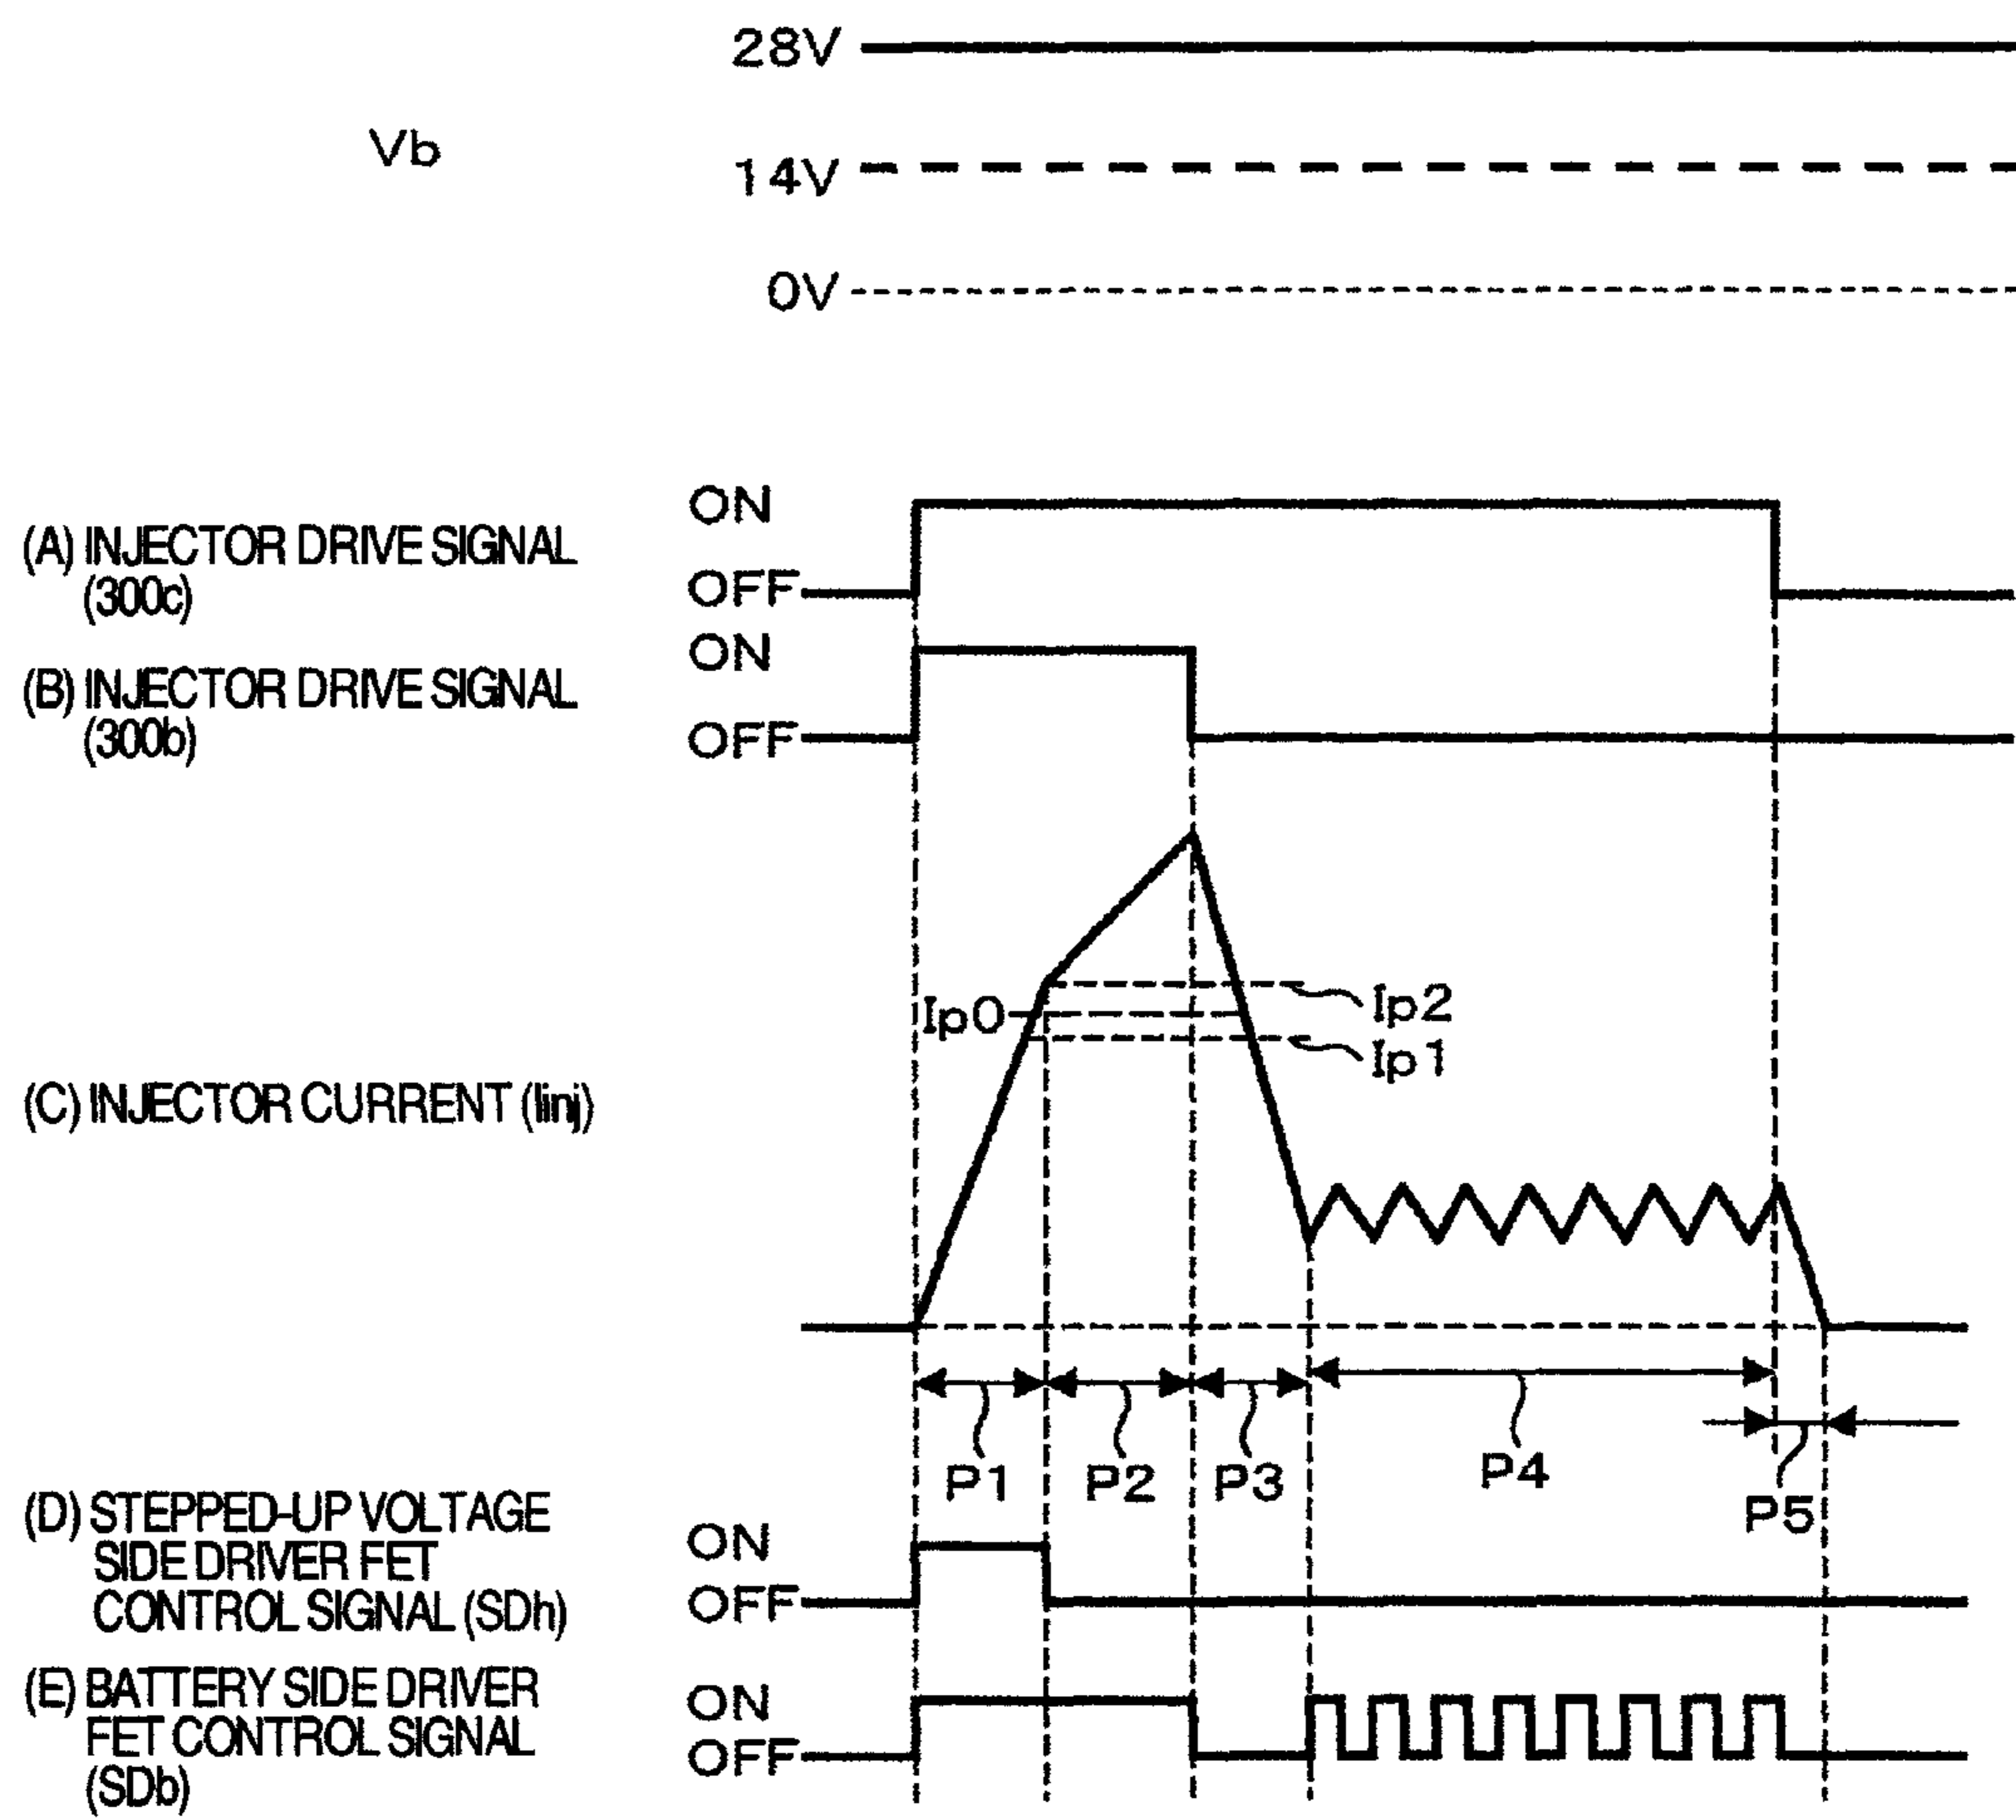 28V
Vb
14V
0V
ON
(A) INJECTOR DRIVE SIGNAL
(300c)
OFF
ON
(B) INJECTOR DRIVE SIGNAL
(300b)
OFF
Ip2
Ip0
Ip1
(C) INJECTOR CURRENT (Iinj)
P1
P2
P3
P4
P5
(D) STEPPED-UP VOLTAGE
SIDE DRIVER FET
CONTROL SIGNAL (SDh)
ON
OFF
(E) BATTERY SIDE DRIVER
FET CONTROL SIGNAL
(SDb)
ON
OFF